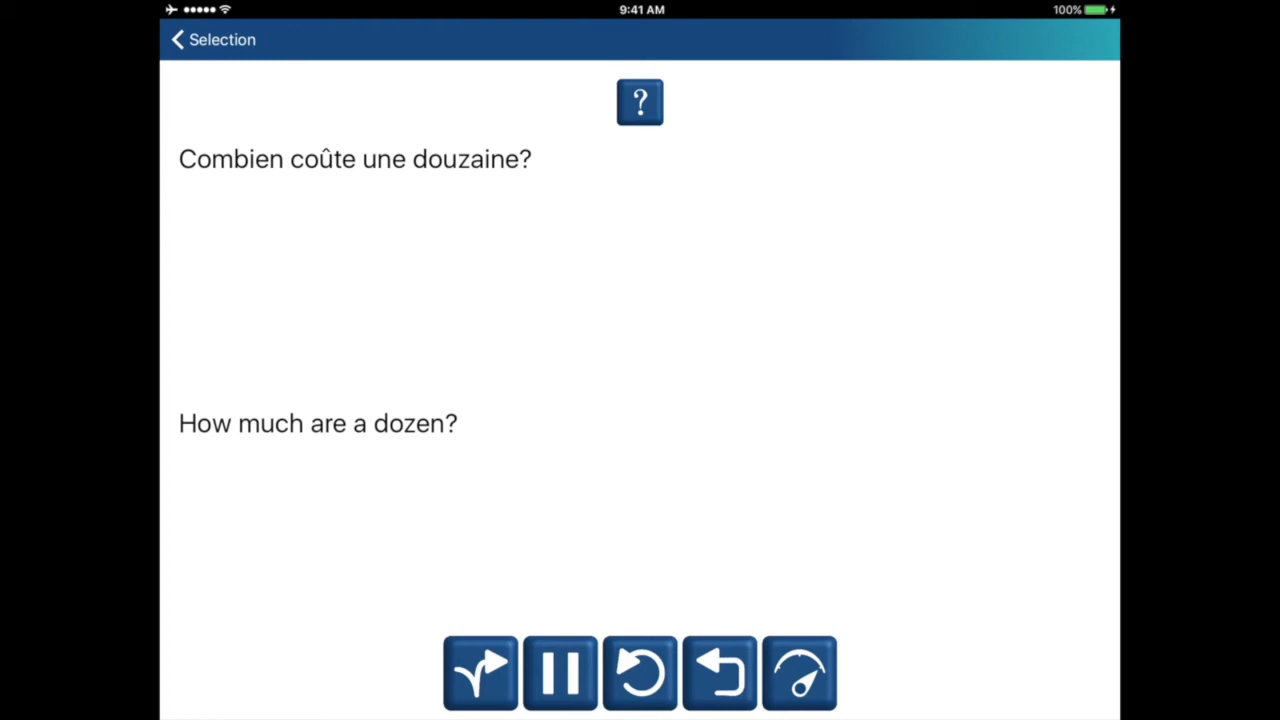 9:41 AM
100%
Selection
?
Combien coûte une douzaine?
How much are a dozen?